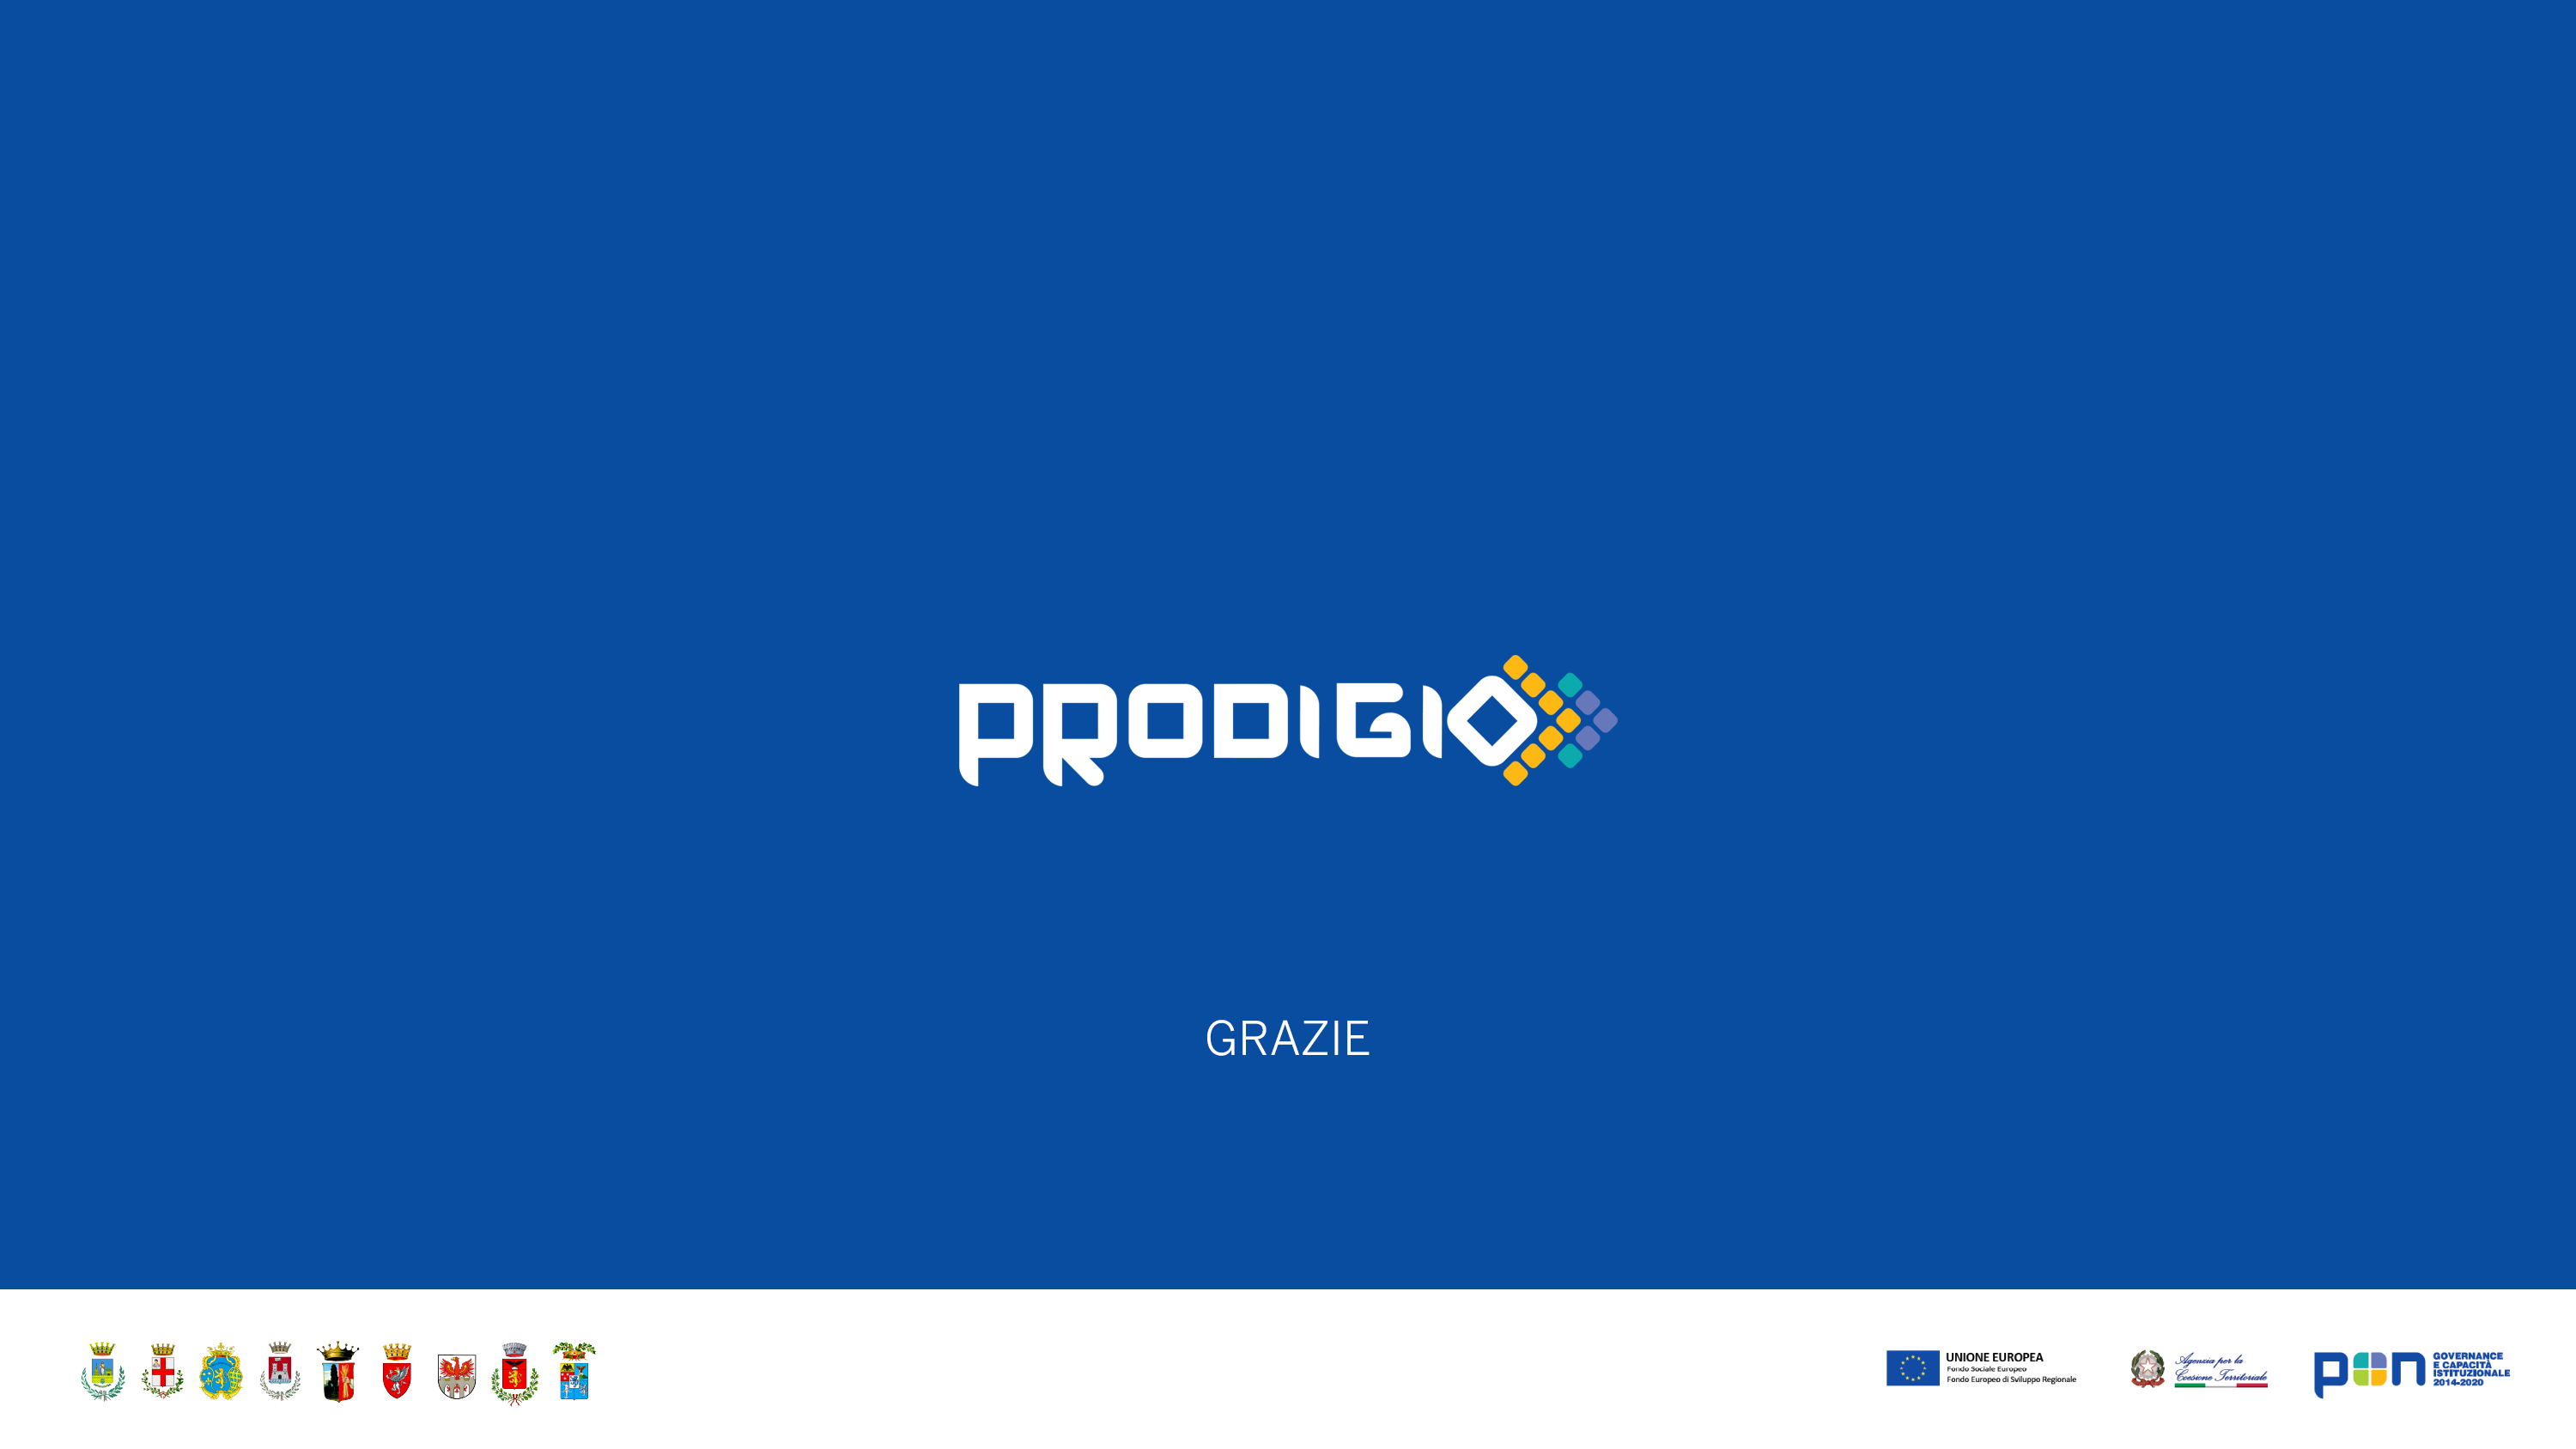 PRODIGIO
GRAZIE
UNIONE EUROPEA
Fondo Sociale Europeo
Fondo Europeo di Sviluppo Regionale
Agenzia per la
Coesione Territoriale
pon
GOVERNANCE
E CAPACITÀ
ISTITUZIONALE
2014-2020